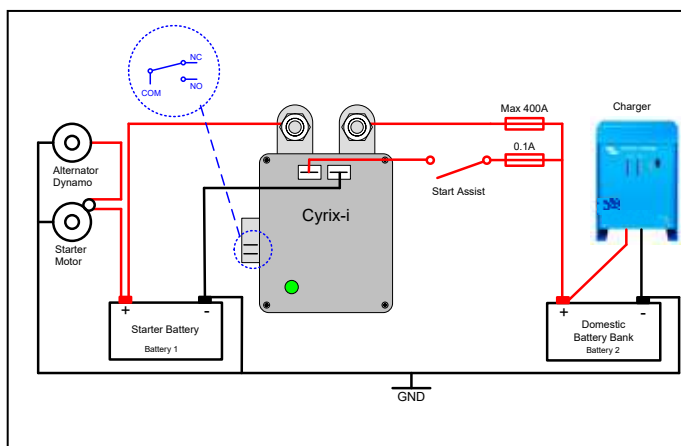 NC
COM
NO
Max 400A
Charger
0.1A
Alternator
Dynamo
Start Assist
Cyrix-i
Starter
Motor
+
-
Starter Battery
Battery 1
+
-
Domestic
Battery Bank
Battery 2
GND